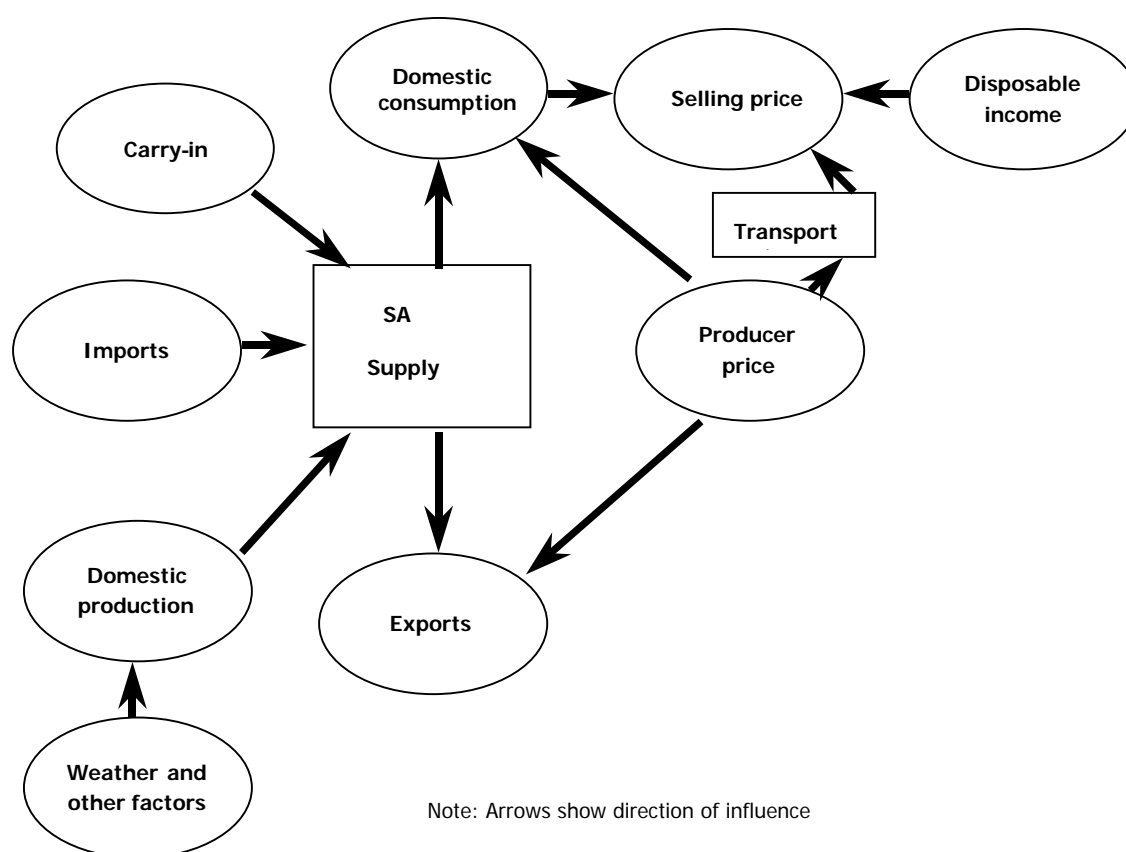 Domestic
consumption
Selling price
Disposable
income
Carry-in
Transport
SA
Supply
Imports
Producer
price
Domestic
production
Exports
Weather and
other factors
Note: Arrows show direction of influence